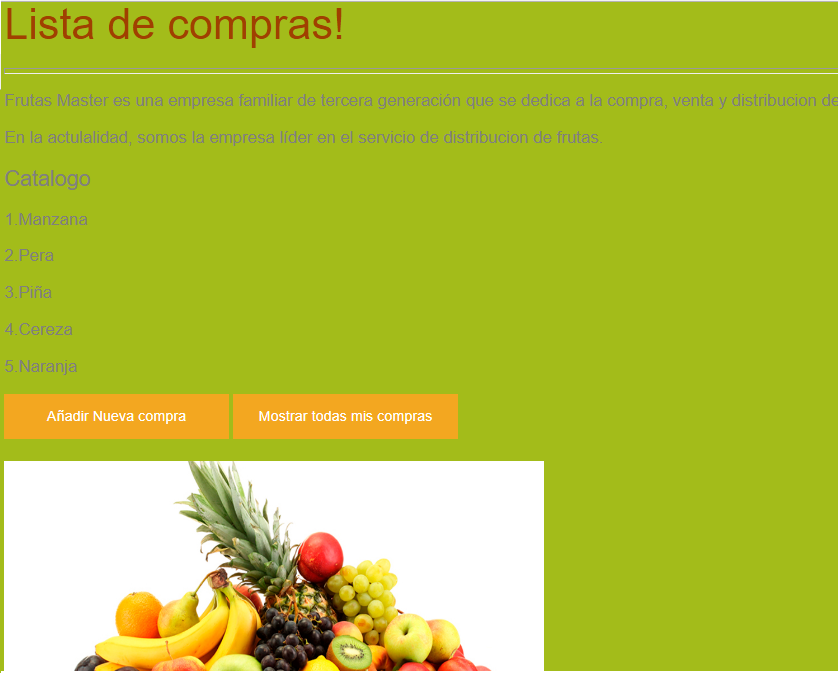 Lista de compras!
Frutas Master es una empresa familiar de tercera generación que se dedica a la compra, venta y distribucion de
En la actulalidad, somos la empresa líder en el servicio de distribucion de frutas.
Catalogo
1.Manzana
2.Pera
3.Piña
4.Cereza
5.Naranja
Añadir Nueva compra
Mostrar todas mis compras